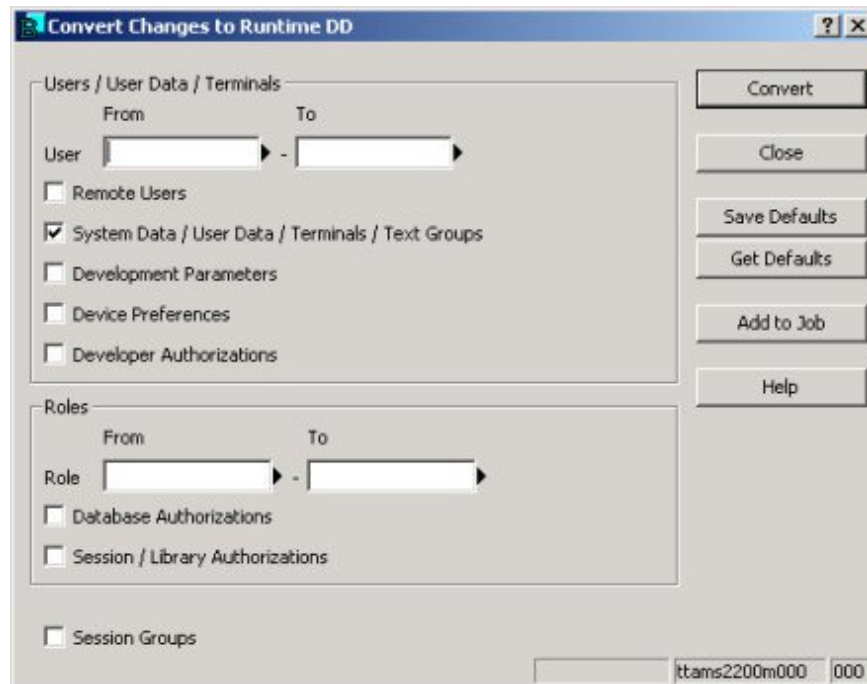 Convert Changes to Runtime DD
Users / User Data / Terminals
From To
User -
Remote Users
System Data / User Data / Terminals / Text Groups
Development Parameters
Device Preferences
Developer Authorizations
Roles
From To
Role -
Database Authorizations
Session / Library Authorizations
Session Groups
Convert
Close
Save Defaults
Get Defaults
Add to Job
Help
ttams2200m000 000